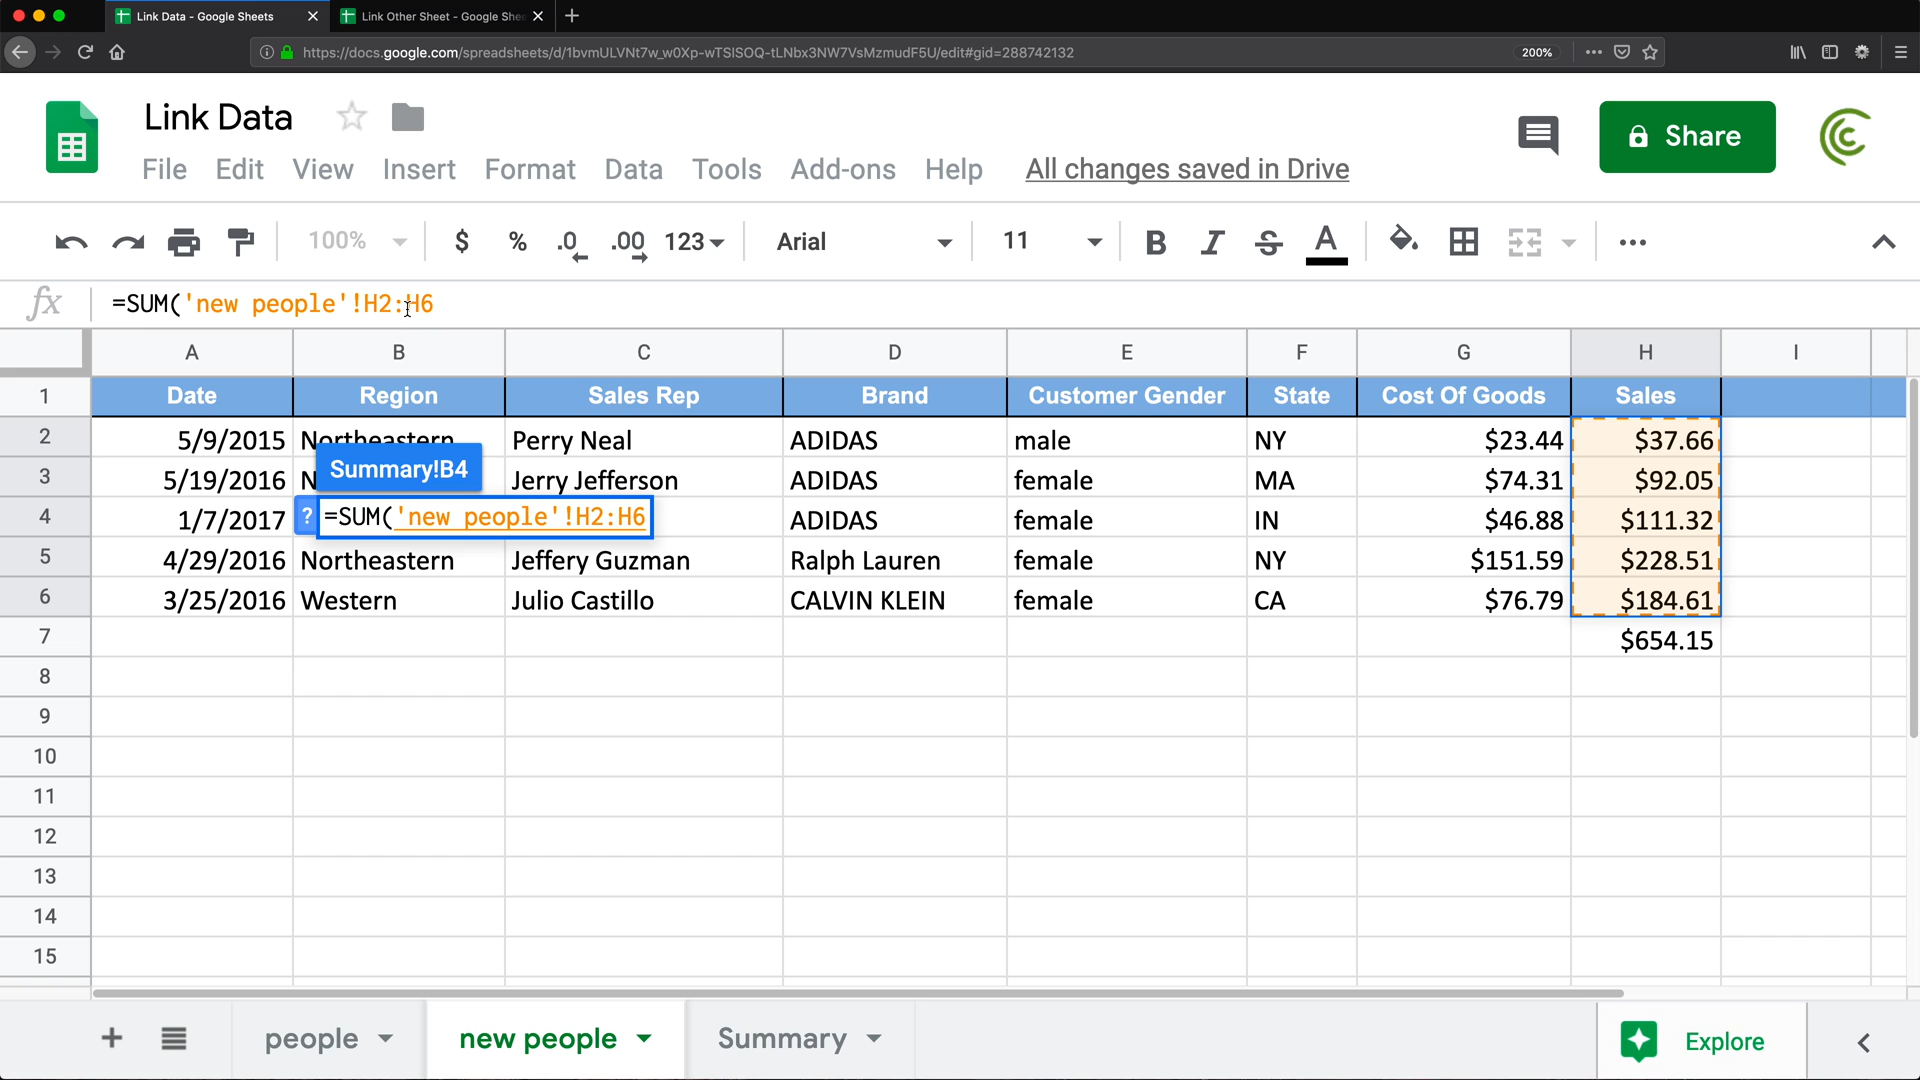 Link Data - Google Sheets
Link Other Sheet - Google She
https://docs.google.com/spreadsheets/d/1bvmULVNt7w_w0Xp-wTSlSOQ-tLNbx3NW7VsMzmudF5U/edit#gid=288742132
200%
Link Data
File Edit View Insert Format Data Tools Add-ons Help All changes saved in Drive
Share
100% $ % .0 .00 123 Arial 11 B I S A
fx =SUM('new people'!H2:H6
A B C D E F G H I
1 Date Region Sales Rep Brand Customer Gender State Cost Of Goods Sales
2 5/9/2015 Northeastern Perry Neal ADIDAS male NY $23.44 $37.66
Summary!B4
3 5/19/2016 N Jerry Jefferson ADIDAS female MA $74.31 $92.05
4 1/7/2017 ? =SUM('new people'!H2:H6 ADIDAS female IN $46.88 $111.32
5 4/29/2016 Northeastern Jeffery Guzman Ralph Lauren female NY $151.59 $228.51
6 3/25/2016 Western Julio Castillo CALVIN KLEIN female CA $76.79 $184.61
7 $654.15
8
9
10
11
12
13
14
15
people new people Summary Explore